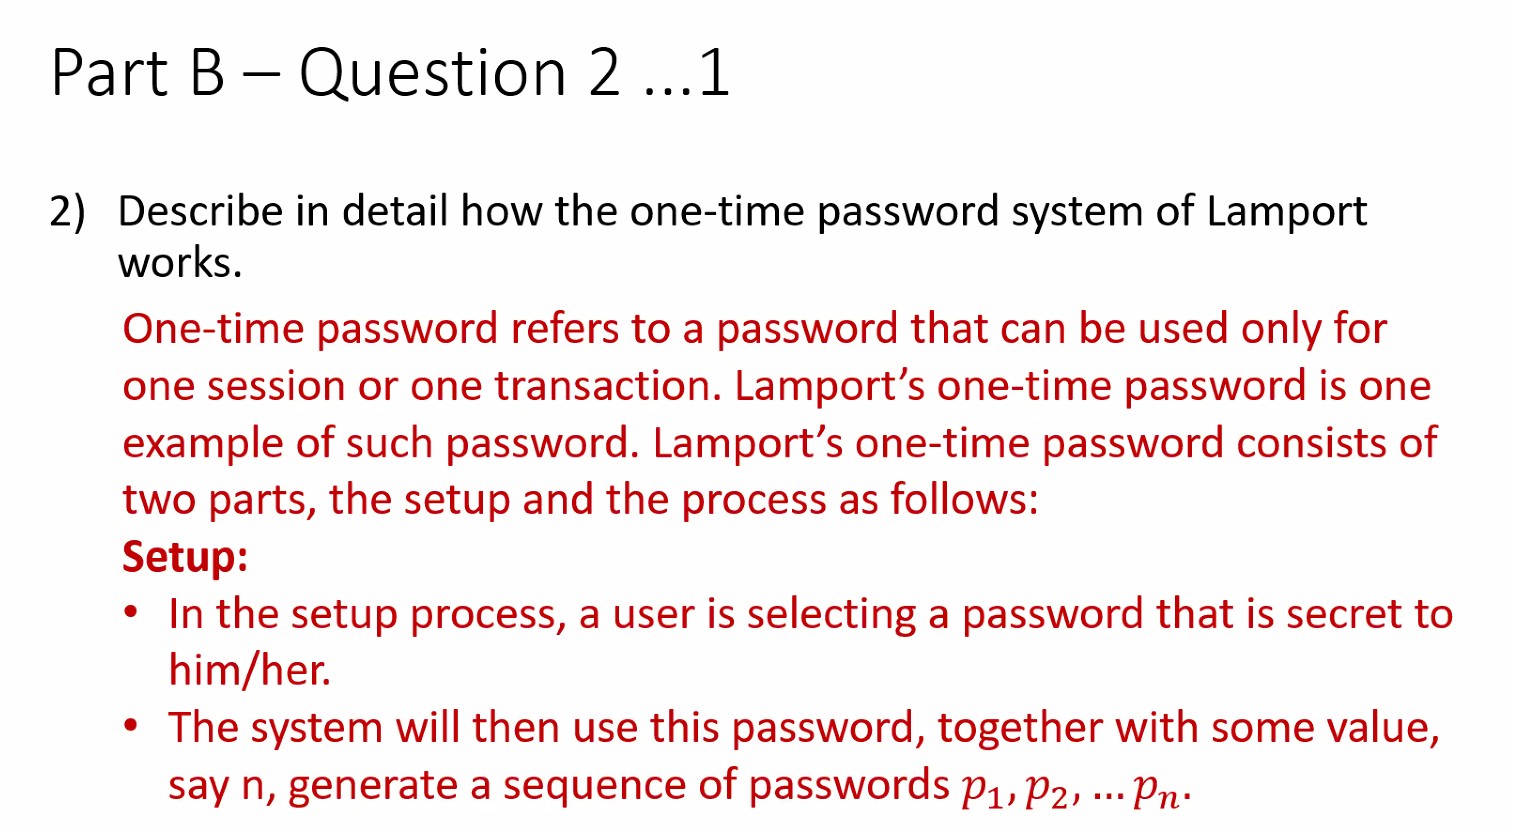 Part B – Question 2 ...1
2) Describe in detail how the one-time password system of Lamport
works.
One-time password refers to a password that can be used only for
one session or one transaction. Lamport’s one-time password is one
example of such password. Lamport’s one-time password consists of
two parts, the setup and the process as follows:
Setup:
• In the setup process, a user is selecting a password that is secret to
him/her.
• The system will then use this password, together with some value,
say n, generate a sequence of passwords p₁, p₂, ... pₙ.